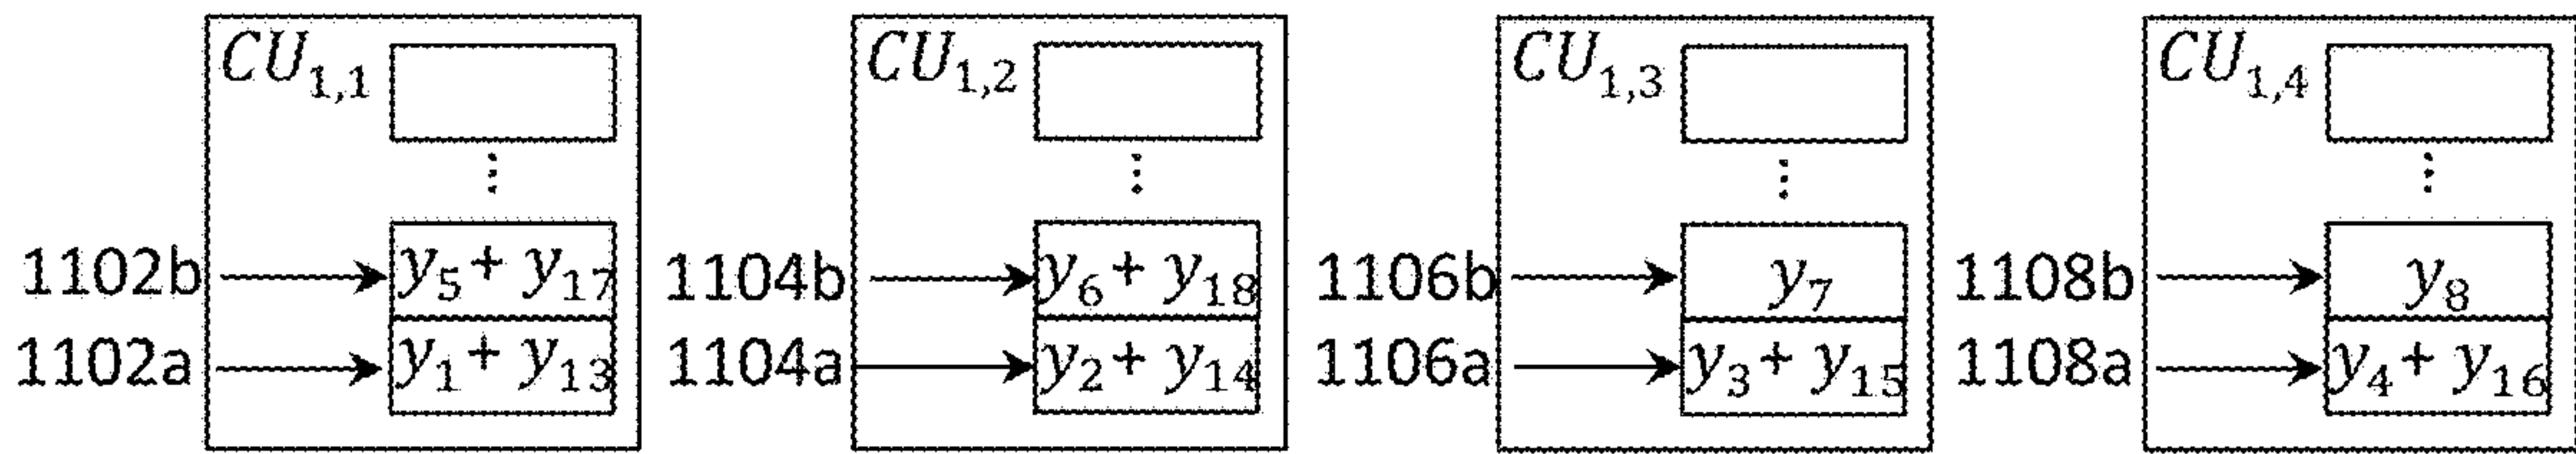 CU1,1 CU1,2 CU1,3 CU1,4
⋮ ⋮ ⋮ ⋮
1102b y5 + y17 1104b y6 + y18 1106b y7 1108b y8
1102a y1 + y13 1104a y2 + y14 1106a y3 + y15 1108a y4 + y16